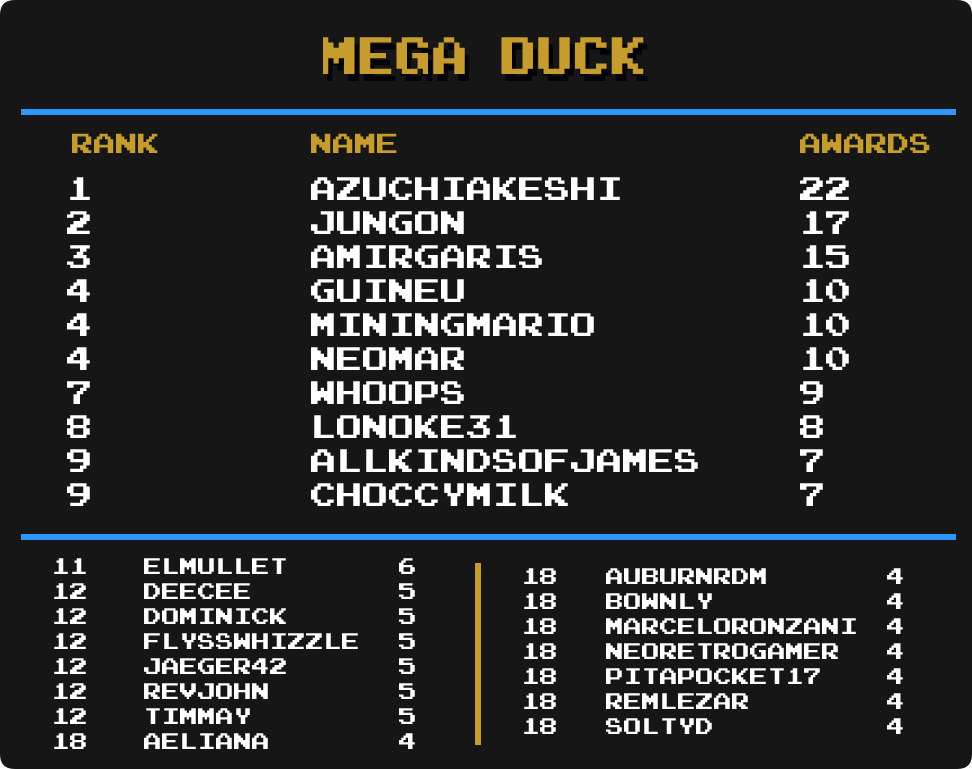 MEGA DUCK
RANK NAME AWARDS
1 AZUCHIAKESHI 22
2 JUNGON 17
3 AMIRGARIS 15
4 GUINEU 10
4 MININGMARIO 10
4 NEOMAR 10
7 WHOOPS 9
8 LONOKE31 8
9 ALLKINDSOFJAMES 7
9 CHOCCYMILK 7
11 ELMULLET 6
12 DEECEE 5
12 DOMINICK 5
12 FLYSSWHIZZLE 5
12 JAEGER42 5
12 REVJOHN 5
12 TIMMAY 5
18 AELIANA 4
18 AUBURNRDM 4
18 BOWNLY 4
18 MARCELORONZANI 4
18 NEORETROGAMER 4
18 PITAPOCKET17 4
18 REMLEZAR 4
18 SOLTYD 4